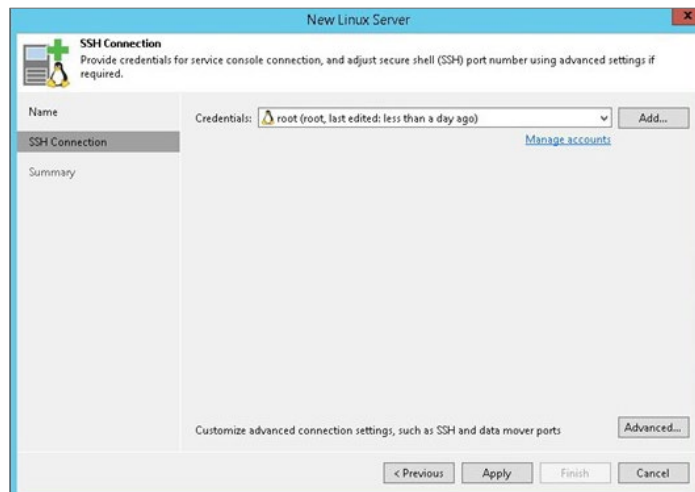 New Linux Server
x
SSH Connection
Provide credentials for service console connection, and adjust secure shell (SSH) port number using advanced settings if
required.
Name
SSH Connection
Summary
Credentials: root (root, last edited: less than a day ago)
Add...
Manage accounts
Customize advanced connection settings, such as SSH and data mover ports
Advanced...
< Previous
Apply
Finish
Cancel